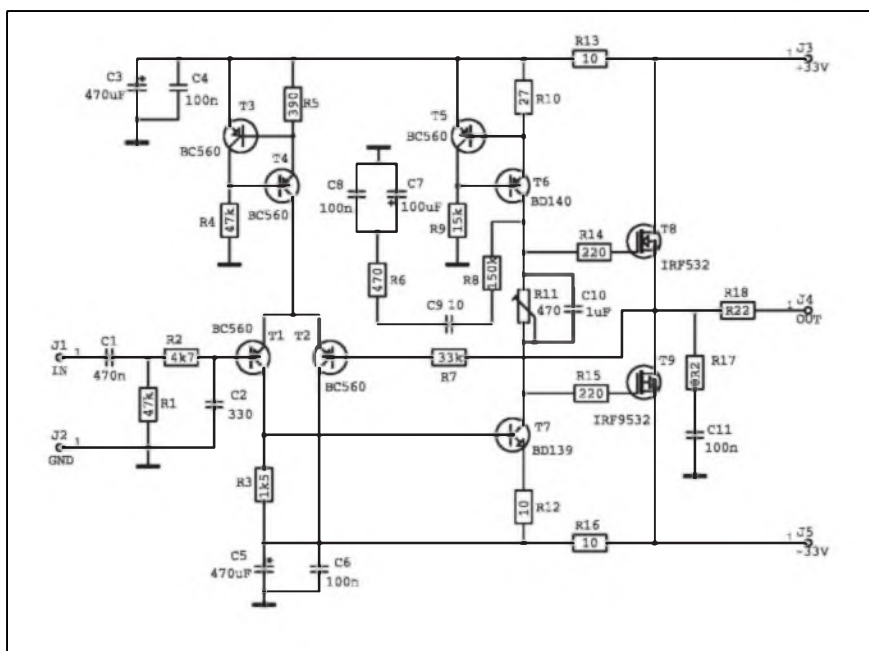 R13
10
1
J3
+33V
C3
470uF
C4
100n
390
R5
27
R10
T3
BC560
T5
BC560
T4
BC560
T6
BD140
C8
100n
C7
100uF
R4
47k
R9
15k
R14
220
T8
IRF532
470
R6
R8
150k
R11
470
C10
1uF
C9 10
R18
R22
J4
OUT
J1
IN
1
C1
470n
R2
4k7
BC560
T1
T2
BC560
33k
R7
T9
R17
R15
220
IRF9532
47k
R1
C2
330
J2
GND
1
T7
BD139
C11
100n
R3
1k5
10
R12
R16
10
1
J5
-33V
C5
470uF
C6
100n